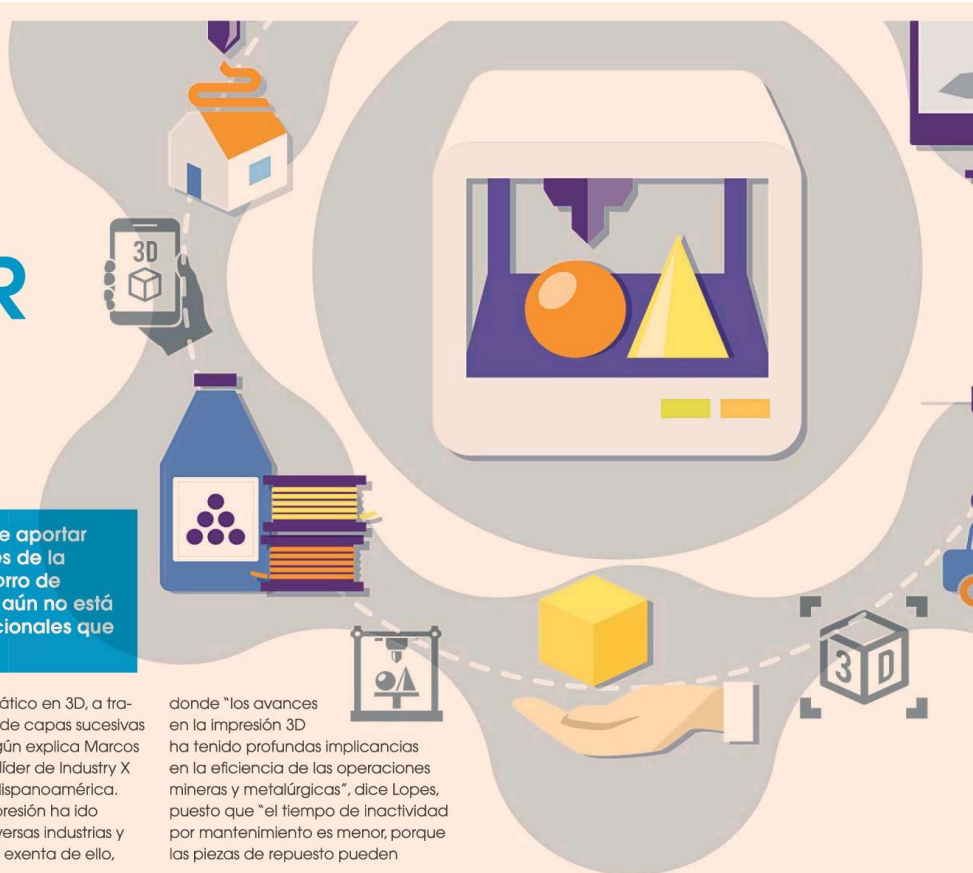 R
3D
e aportar
es de la
orro de
aún no está
cionales que
3D
ático en 3D, a tra-
de capas sucesivas
gún explica Marcos
líder de Industry X
Hispanoamérica.
presión ha ido
versas industrias y
exenta de ello,
donde "los avances
en la impresión 3D
ha tenido profundas implicancias
en la eficiencia de las operaciones
mineras y metalúrgicas", dice Lopes,
puesto que "el tiempo de inactividad
por mantenimiento es menor, porque
las piezas de repuesto pueden